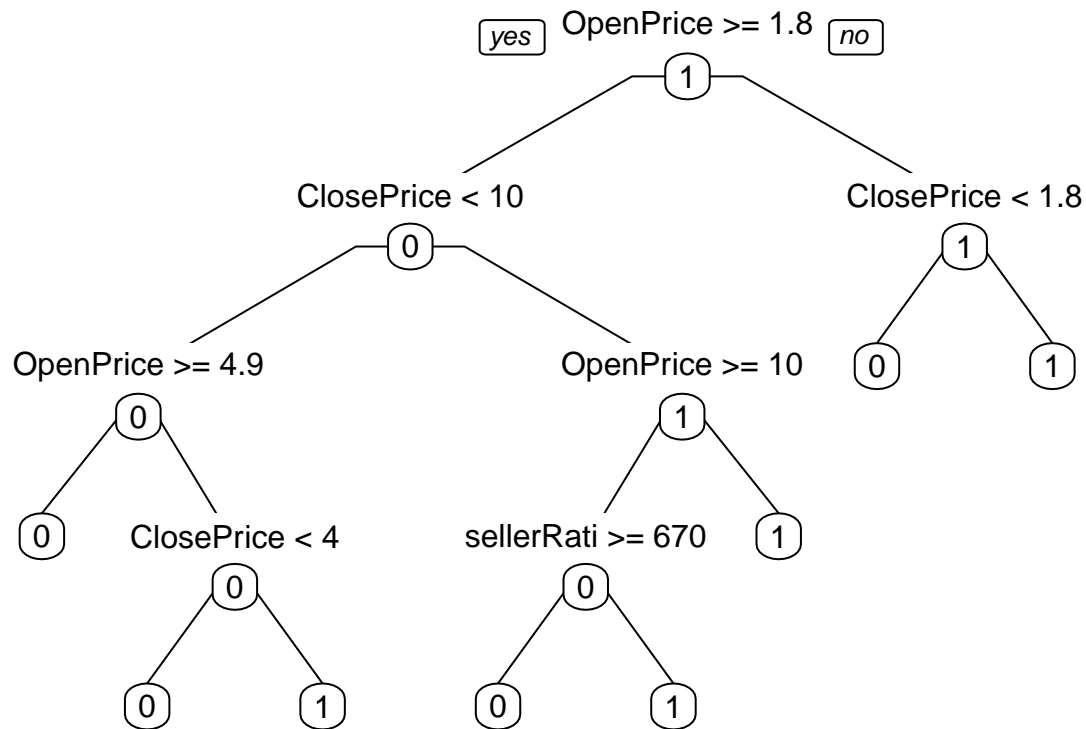 yes OpenPrice >= 1.8 no
1
ClosePrice < 10 ClosePrice < 1.8
0 1
OpenPrice >= 4.9 OpenPrice >= 10 0 1
0 1
0 ClosePrice < 4 sellerRati >= 670 1
0 0
0 1 0 1